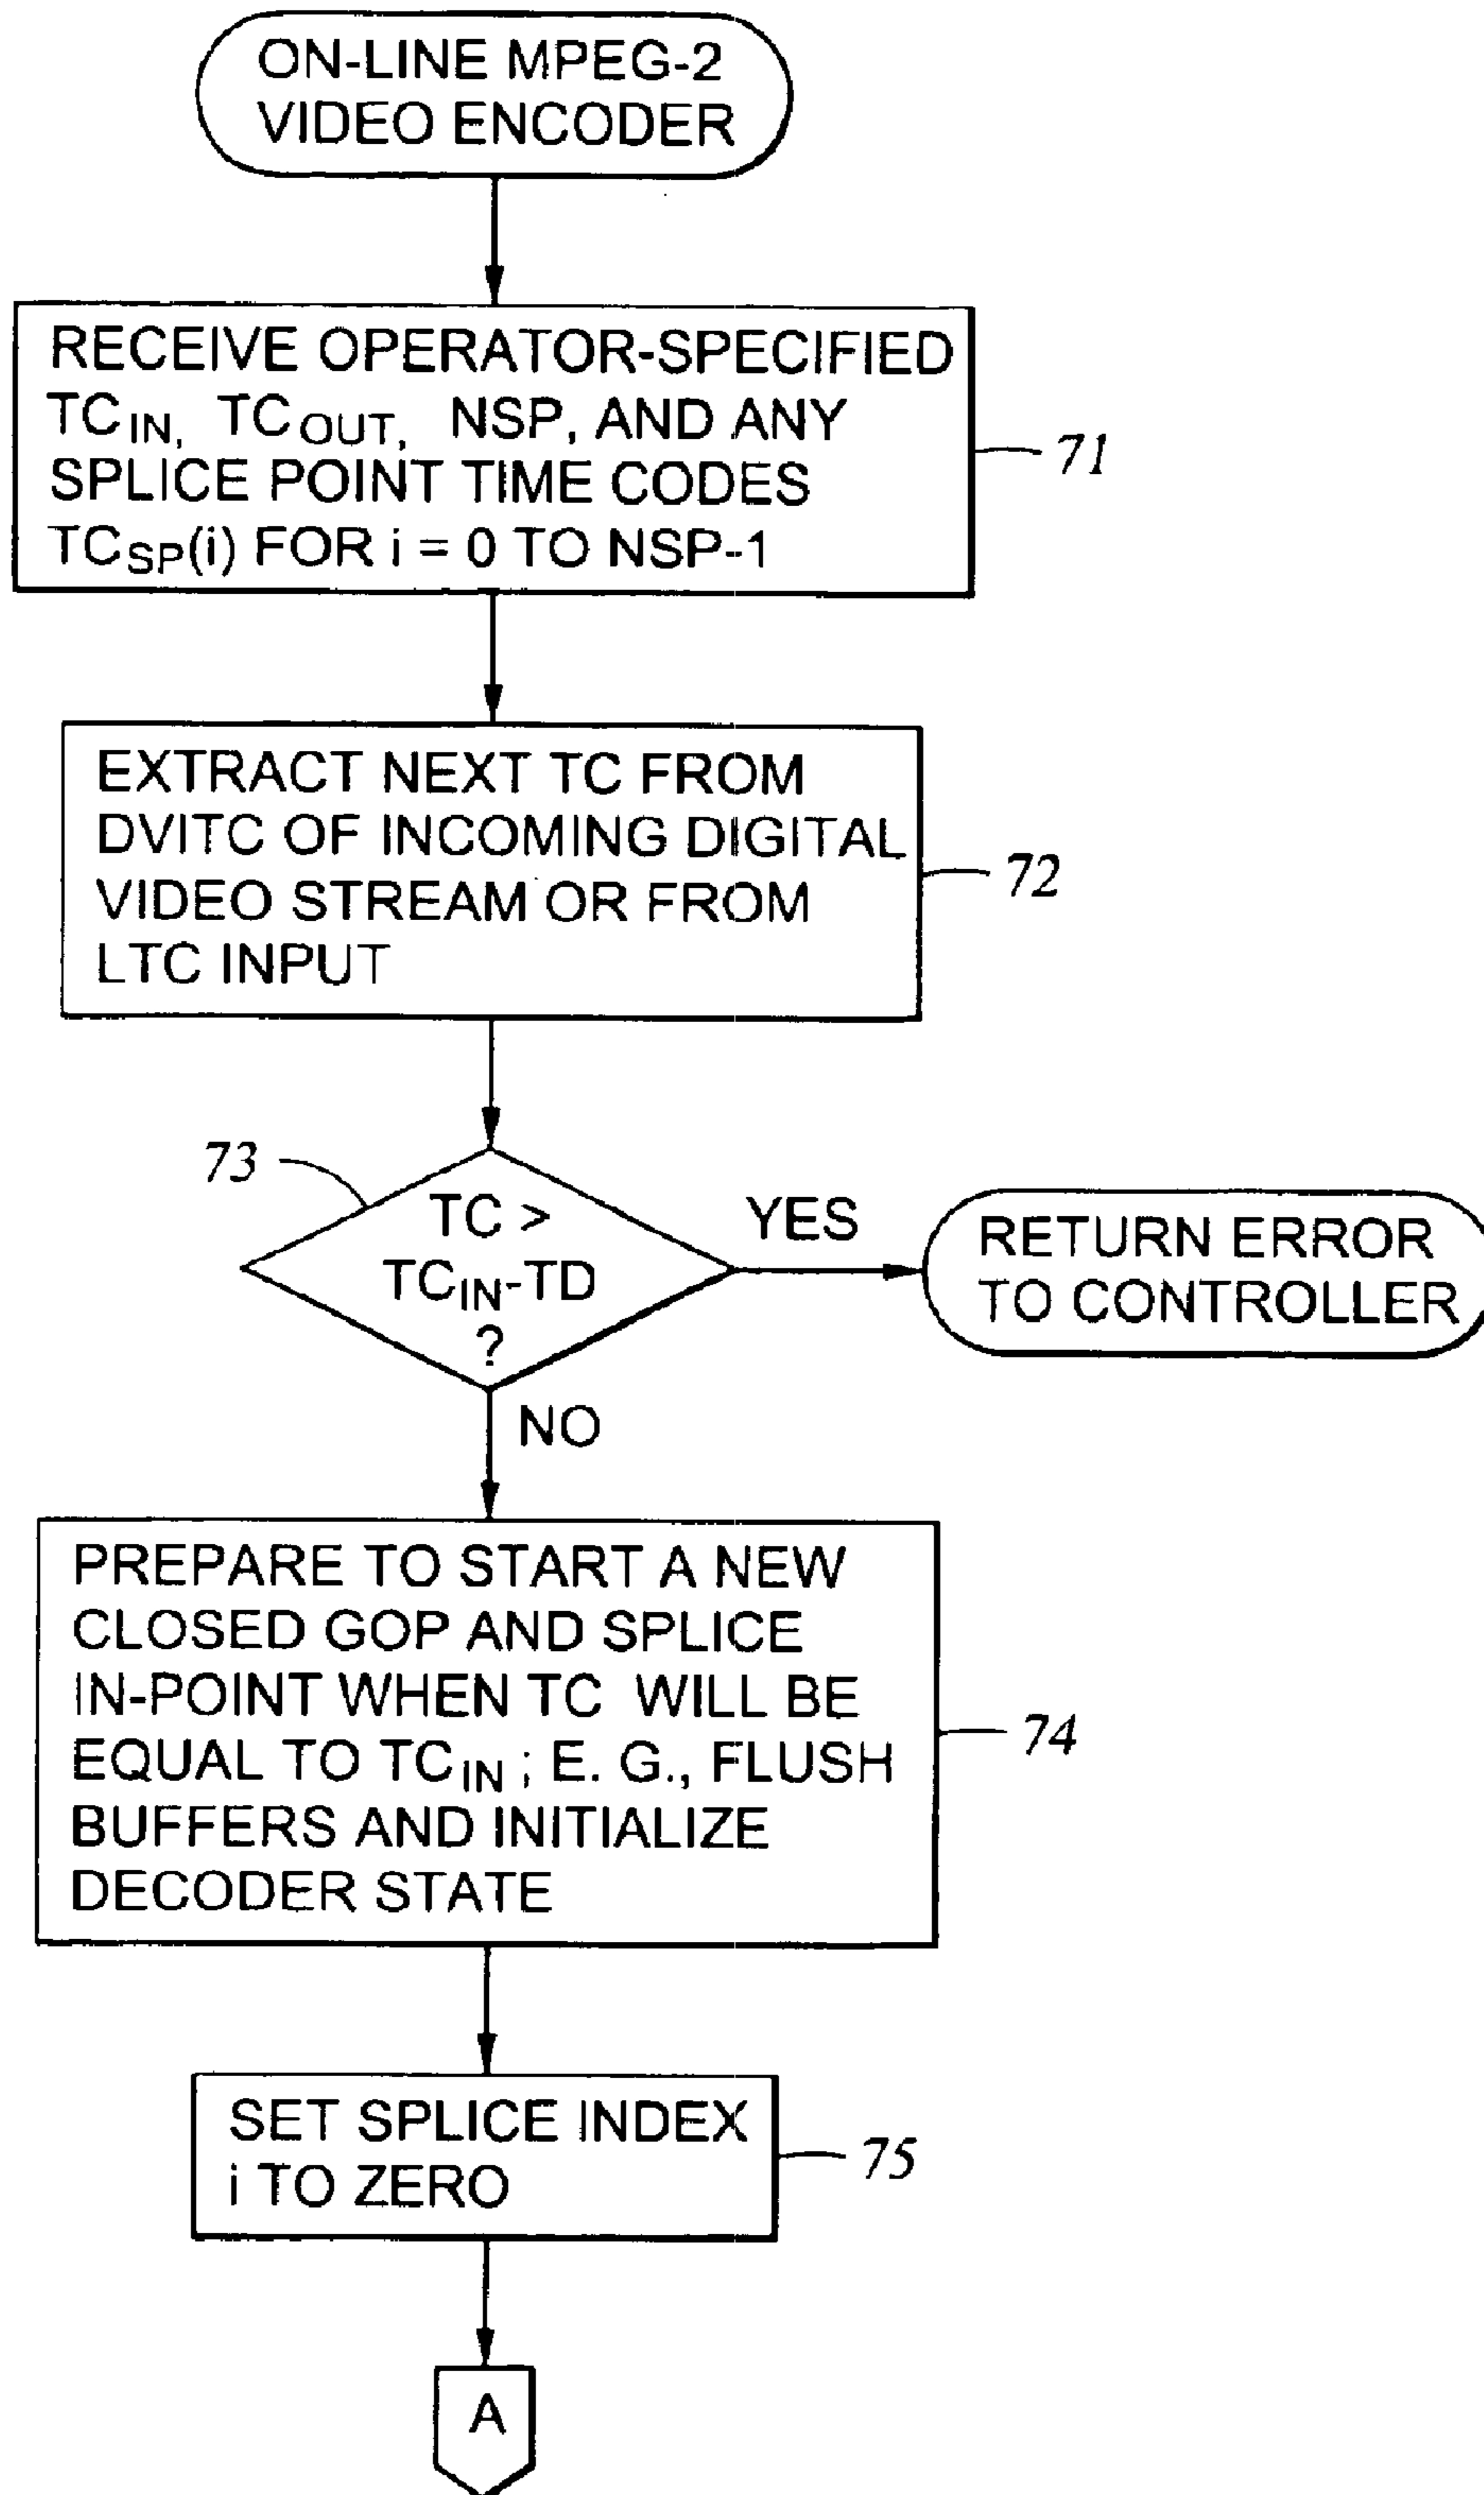 ON-LINE MPEG-2
VIDEO ENCODER
RECEIVE OPERATOR-SPECIFIED
TCIN, TCOUT, NSP, AND ANY
SPLICE POINT TIME CODES
TCSP(i) FOR i = 0 TO NSP-1
71
EXTRACT NEXT TC FROM
DVITC OF INCOMING DIGITAL
VIDEO STREAM OR FROM
LTC INPUT
72
73
TC >
TCIN-TD
?
YES
RETURN ERROR
TO CONTROLLER
NO
PREPARE TO START A NEW
CLOSED GOP AND SPLICE
IN-POINT WHEN TC WILL BE
EQUAL TO TCIN ; E. G., FLUSH
BUFFERS AND INITIALIZE
DECODER STATE
74
SET SPLICE INDEX
i TO ZERO
75
A